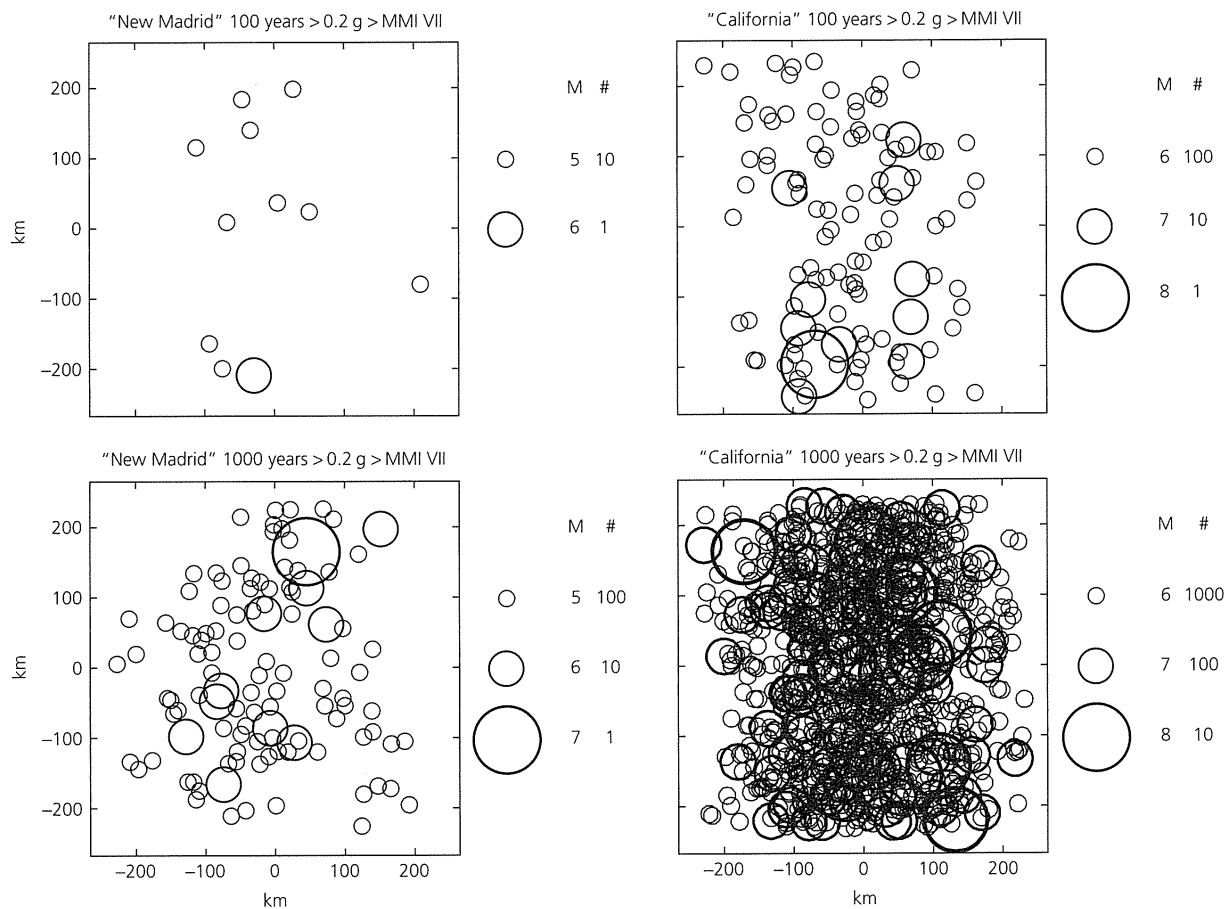 "New Madrid" 100 years > 0.2 g > MMI VII
200
100
0
−100
−200
km
M #
5 10
6 1
"California" 100 years > 0.2 g > MMI VII
M #
6 100
7 10
8 1
"New Madrid" 1000 years > 0.2 g > MMI VII
200
100
0
−100
−200
km
−200 −100 0 100 200
km
M #
5 100
6 10
7 1
"California" 1000 years > 0.2 g > MMI VII
−200 −100 0 100 200
km
M #
6 1000
7 100
8 10